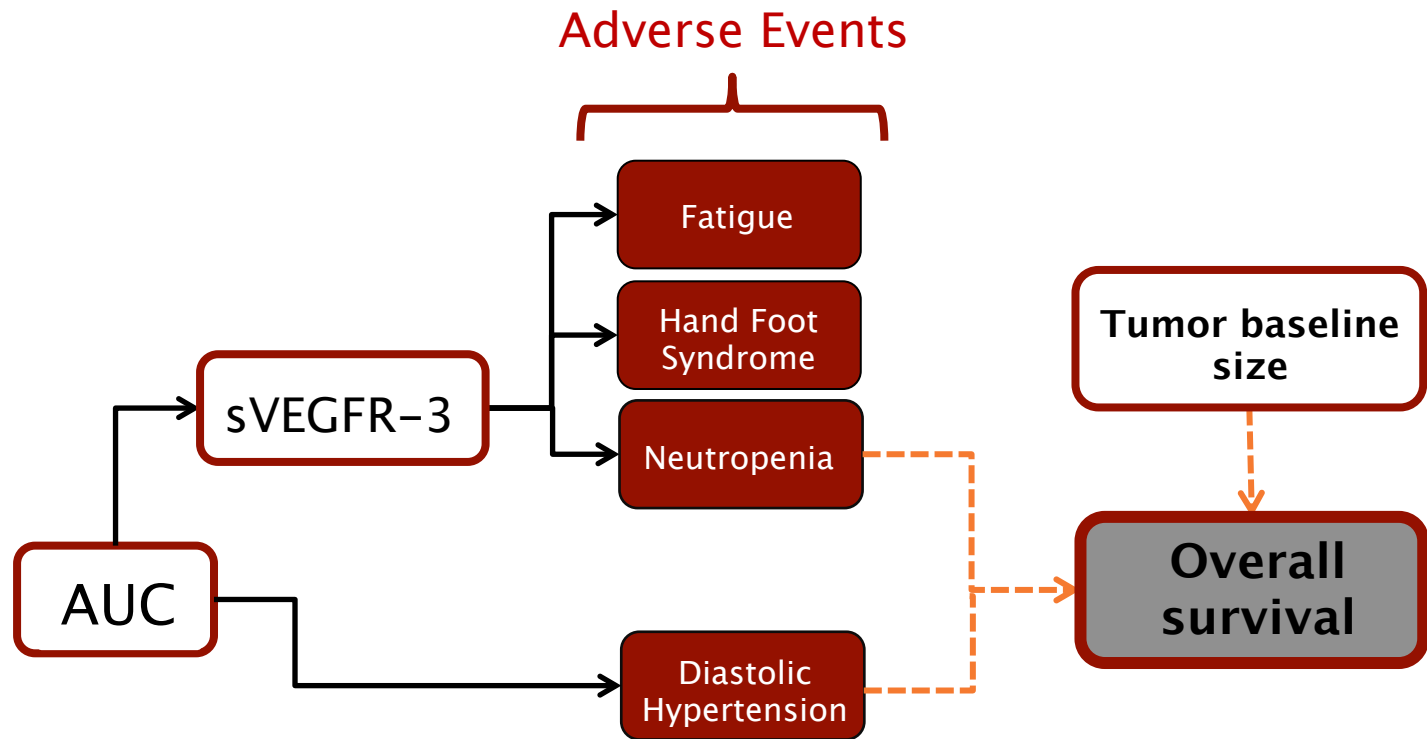 Adverse Events
Fatigue
Hand Foot
Syndrome
Neutropenia
sVEGFR-3
AUC
Diastolic
Hypertension
Tumor baseline
size
Overall
survival